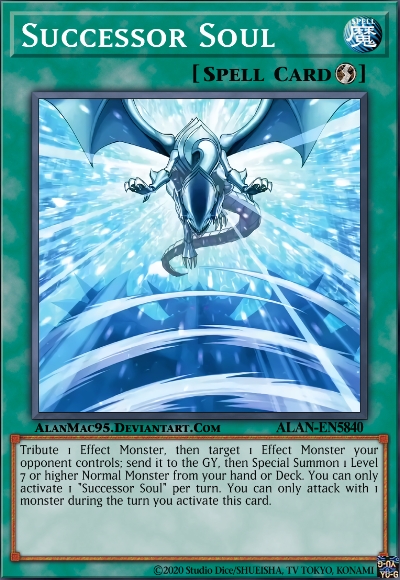 Successor Soul
SPELL
魔
[Spell Card]
AlanMac95.Deviantart.Com
ALAN-EN5840
Tribute 1 Effect Monster, then target 1 Effect Monster your
opponent controls; send it to the GY, then Special Summon 1 Level
7 or higher Normal Monster from your hand or Deck. You can only
activate 1 "Successor Soul" per turn. You can only attack with 1
monster during the turn you activate this card.
©2020 Studio Dice/SHUEISHA, TV TOKYO, KONAMI